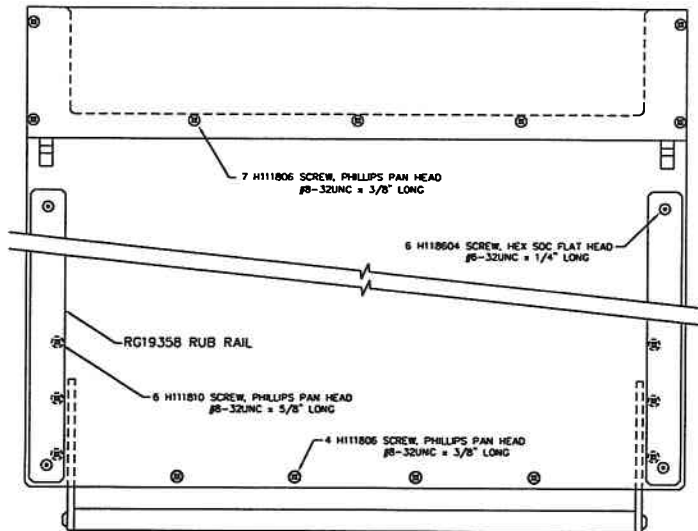 7 H111806 SCREW, PHILLIPS PAN HEAD
#8-32UNC x 3/8" LONG
6 H118604 SCREW, HEX SOC FLAT HEAD
#6-32UNC x 1/4" LONG
RG19358 RUB RAIL
6 H111810 SCREW, PHILLIPS PAN HEAD
#8-32UNC x 5/8" LONG
4 H111806 SCREW, PHILLIPS PAN HEAD
#8-32UNC x 3/8" LONG